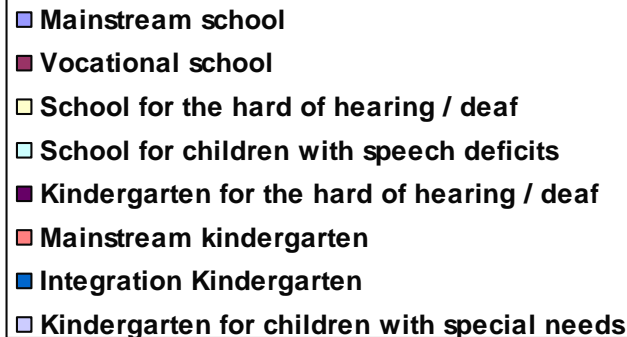 Mainstream school
Vocational school
School for the hard of hearing / deaf
School for children with speech deficits
Kindergarten for the hard of hearing / deaf
Mainstream kindergarten
Integration Kindergarten
Kindergarten for children with special needs